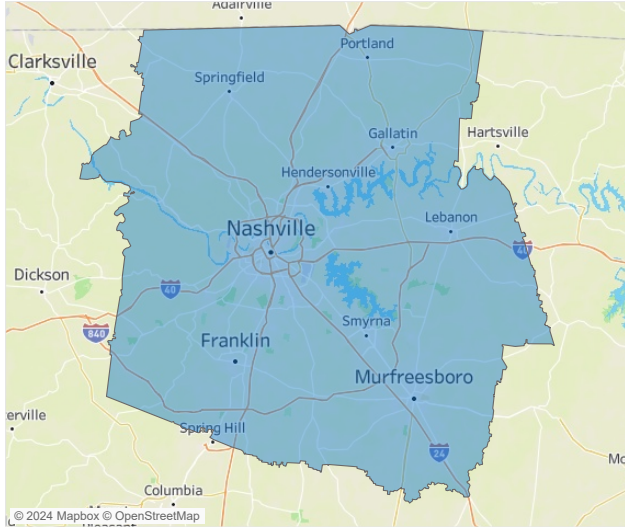 Adairville
Portland
Clarksville
Springfield
Gallatin
Hartsville
Hendersonville
Lebanon
Nashville
40
Dickson
40
Smyrna
840
Franklin
Murfreesboro
erville
Spring Hill
24
Mo
Columbia
© 2024 Mapbox © OpenStreetMap
Pleasant